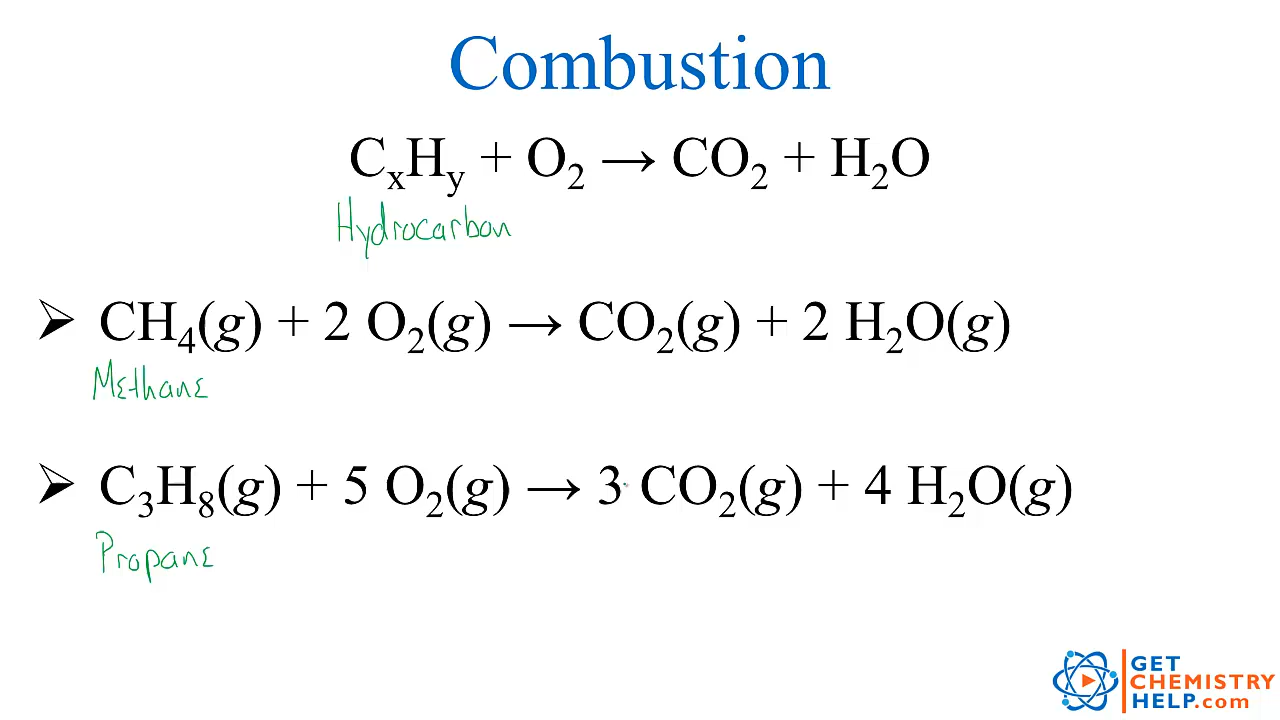 Combustion
CₓHᵧ + O₂ → CO₂ + H₂O
Hydrocarbon
➢ CH₄(g) + 2 O₂(g) → CO₂(g) + 2 H₂O(g)
Methane
➢ C₃H₈(g) + 5 O₂(g) → 3 CO₂(g) + 4 H₂O(g)
Propane
GET
CHEMISTRY
HELP.com